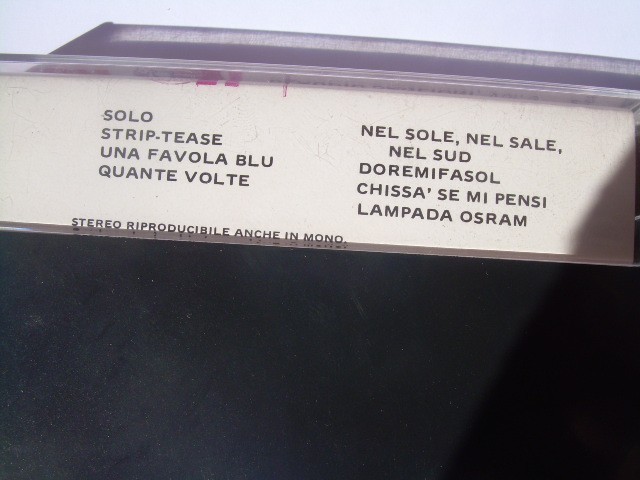 SOLO
STRIP-TEASE
UNA FAVOLA BLU
QUANTE VOLTE
NEL SOLE, NEL SALE,
NEL SUD
DOREMIFASOL
CHISSA' SE MI PENSI
LAMPADA OSRAM
STEREO RIPRODUCIBILE ANCHE IN MONO.